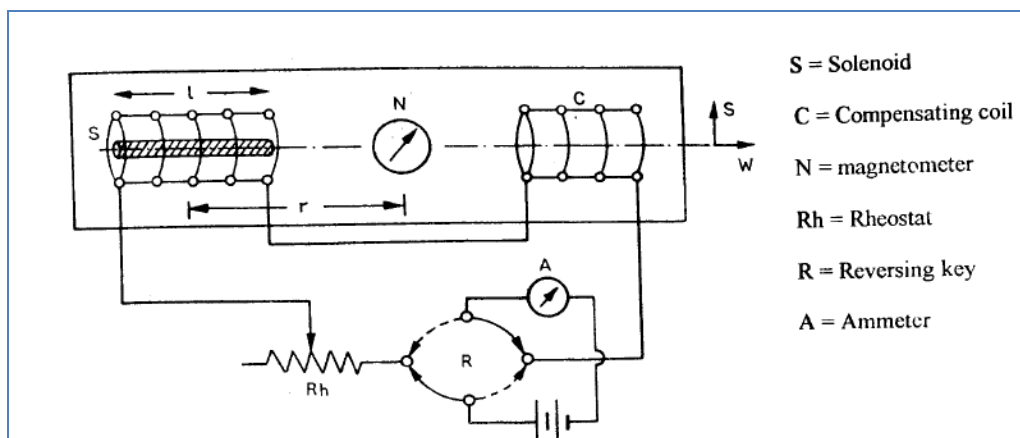 l
S
N
C
S
W
r
A
R
Rh
S = Solenoid
C = Compensating coil
N = magnetometer
Rh = Rheostat
R = Reversing key
A = Ammeter